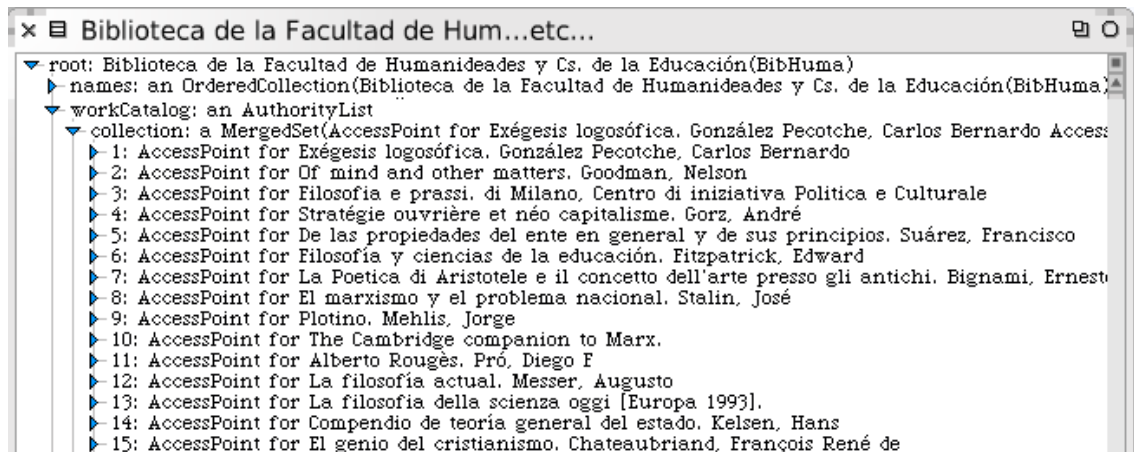 Biblioteca de la Facultad de Hum...etc...
root: Biblioteca de la Facultad de Humanideades y Cs. de la Educación(BibHuma)
names: an OrderedCollection(Biblioteca de la Facultad de Humanideades y Cs. de la Educación(BibHuma)
workCatalog: an AuthorityList
collection: a MergedSet(AccessPoint for Exégesis logosófica. González Pecotche, Carlos Bernardo Access
1: AccessPoint for Exégesis logosófica. González Pecotche, Carlos Bernardo
2: AccessPoint for Of mind and other matters. Goodman, Nelson
3: AccessPoint for Filosofia e prassi. di Milano, Centro di iniziativa Politica e Culturale
4: AccessPoint for Stratégie ouvrière et néo capitalisme. Gorz, André
5: AccessPoint for De las propiedades del ente en general y de sus principios. Suárez, Francisco
6: AccessPoint for Filosofía y ciencias de la educación. Fitzpatrick, Edward
7: AccessPoint for La Poetica di Aristotele e il concetto dell'arte presso gli antichi. Bignami, Ernest
8: AccessPoint for El marxismo y el problema nacional. Stalin, José
9: AccessPoint for Plotino. Mehlis, Jorge
10: AccessPoint for The Cambridge companion to Marx.
11: AccessPoint for Alberto Rougès. Pró, Diego F
12: AccessPoint for La filosofía actual. Messer, Augusto
13: AccessPoint for La filosofia della scienza oggi [Europa 1993].
14: AccessPoint for Compendio de teoría general del estado. Kelsen, Hans
15: AccessPoint for El genio del cristianismo. Chateaubriand, François René de